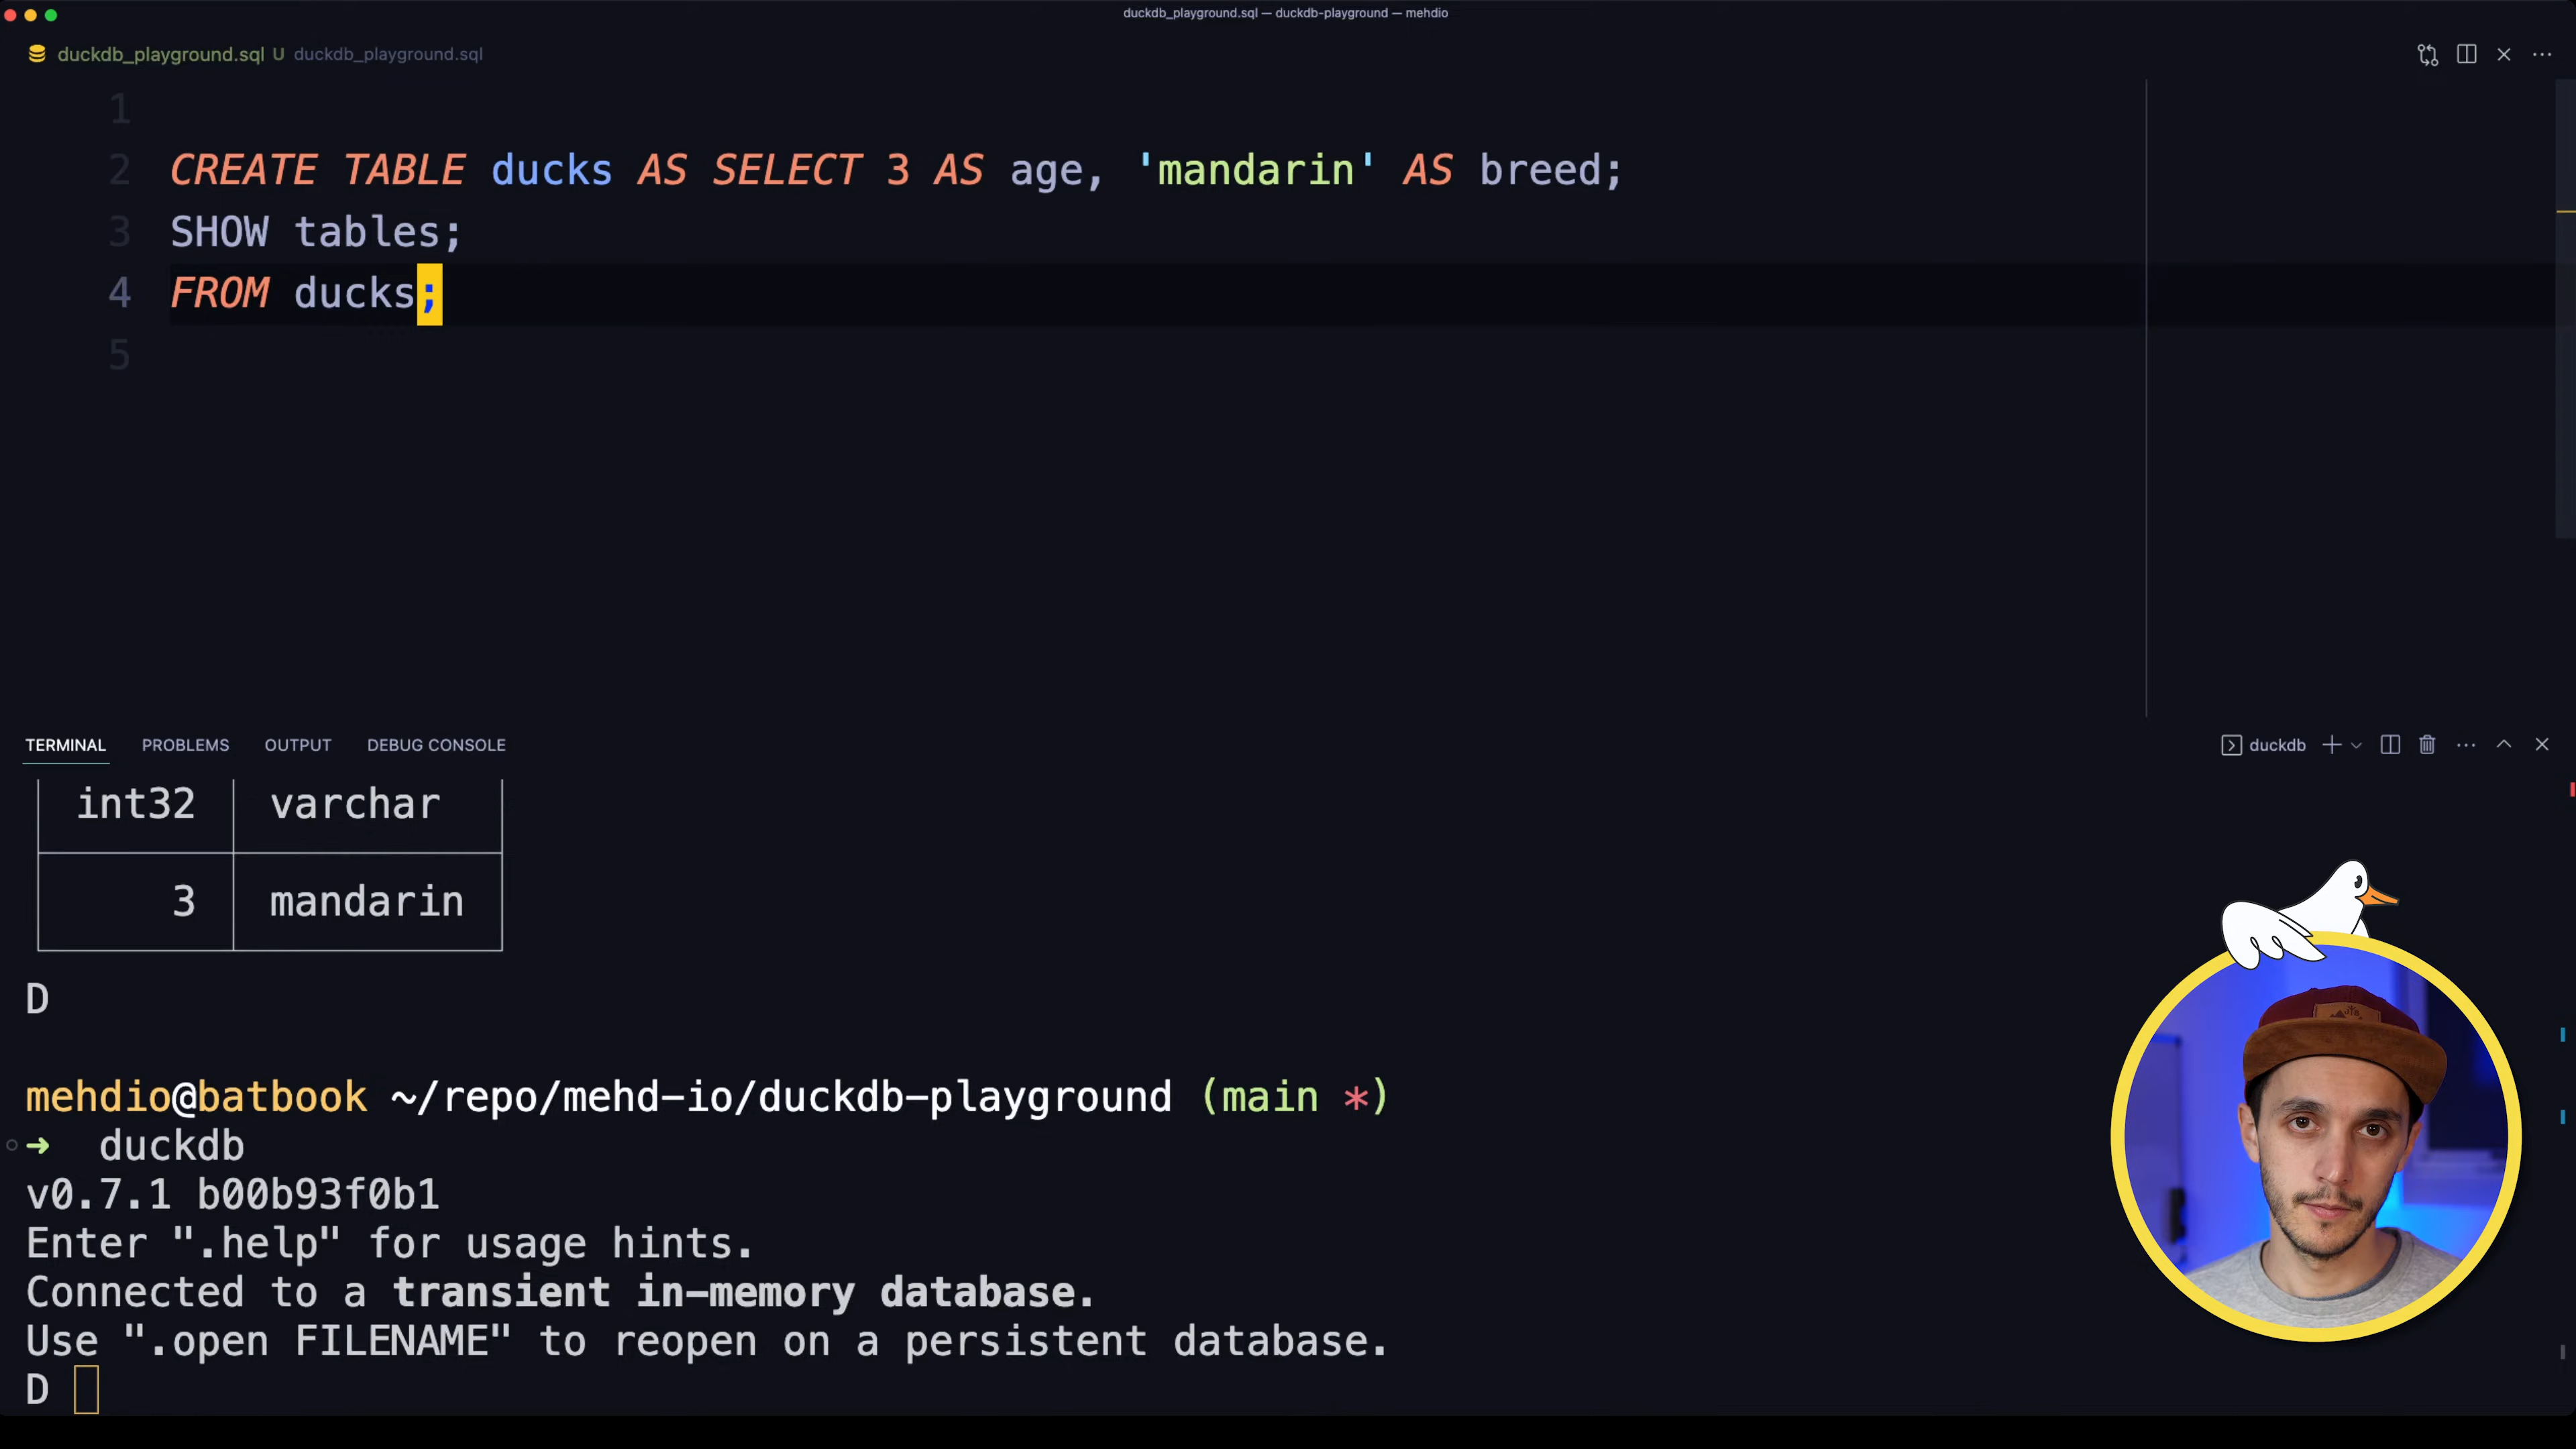 duckdb_playground.sql — duckdb-playground — mehdio
duckdb_playground.sql U duckdb_playground.sql
1
2 CREATE TABLE ducks AS SELECT 3 AS age, 'mandarin' AS breed;
3 SHOW tables;
4 FROM ducks;
5
TERMINAL PROBLEMS OUTPUT DEBUG CONSOLE duckdb
int32 varchar
3 mandarin
D
mehdio@batbook ~/repo/mehd-io/duckdb-playground (main *)
➜ duckdb
v0.7.1 b00b93f0b1
Enter ".help" for usage hints.
Connected to a transient in-memory database.
Use ".open FILENAME" to reopen on a persistent database.
D